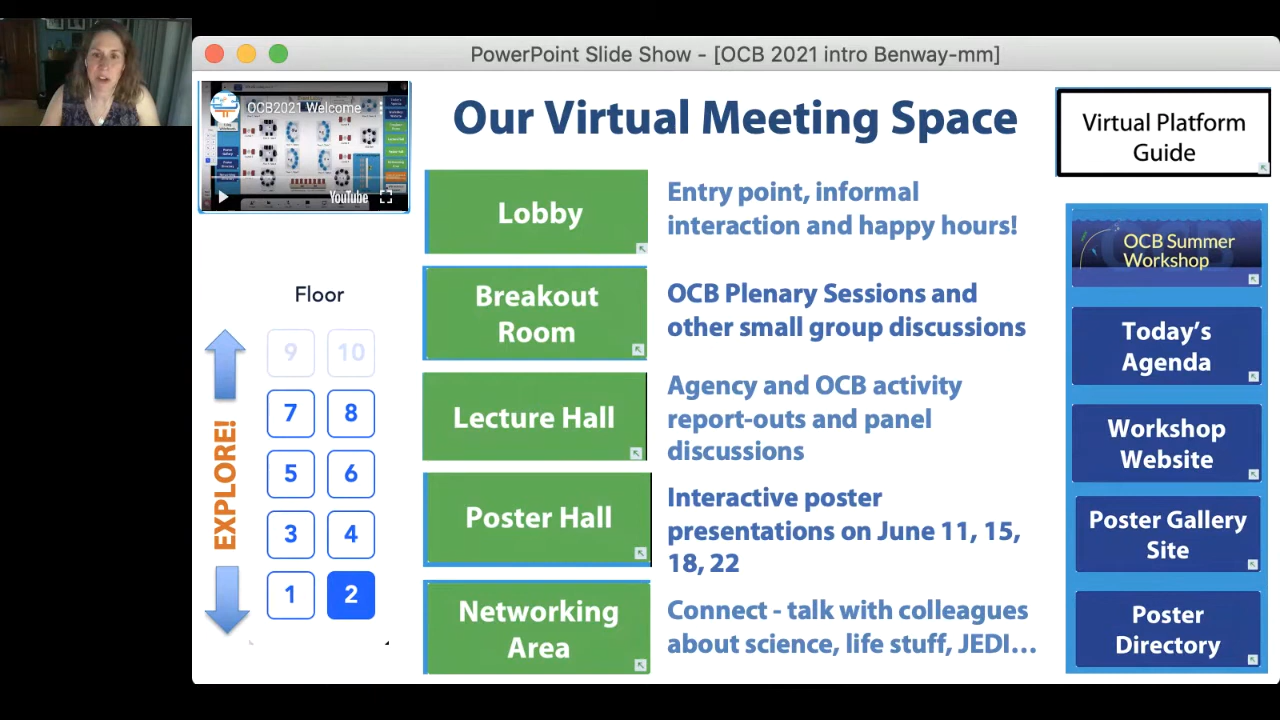 PowerPoint Slide Show - [OCB 2021 intro Benway-mm]
OCB2021 Welcome
YouTube
Our Virtual Meeting Space
Virtual Platform
Guide
Lobby
Entry point, informal
interaction and happy hours!
Breakout
Room
OCB Plenary Sessions and
other small group discussions
Lecture Hall
Agency and OCB activity
report-outs and panel
discussions
Poster Hall
Interactive poster
presentations on June 11, 15,
18, 22
Networking
Area
Connect - talk with colleagues
about science, life stuff, JEDI...
Floor
9 10
7 8
5 6
3 4
1 2
EXPLORE!
OCB Summer
Workshop
Today's
Agenda
Workshop
Website
Poster Gallery
Site
Poster
Directory